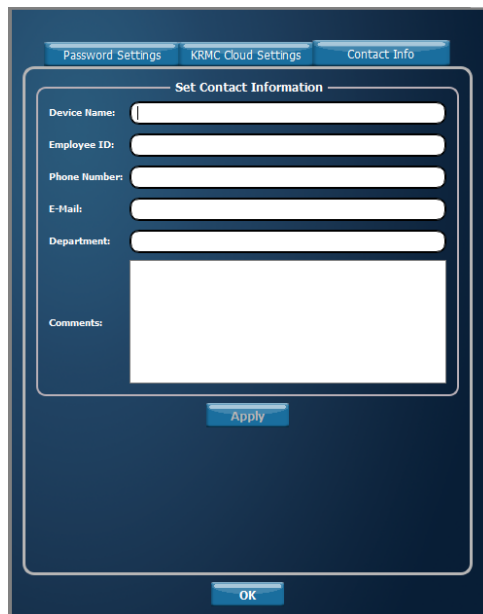 Password Settings KRMC Cloud Settings Contact Info
Set Contact Information
Device Name:
Employee ID:
Phone Number:
E-Mail:
Department:
Comments:
Apply
OK